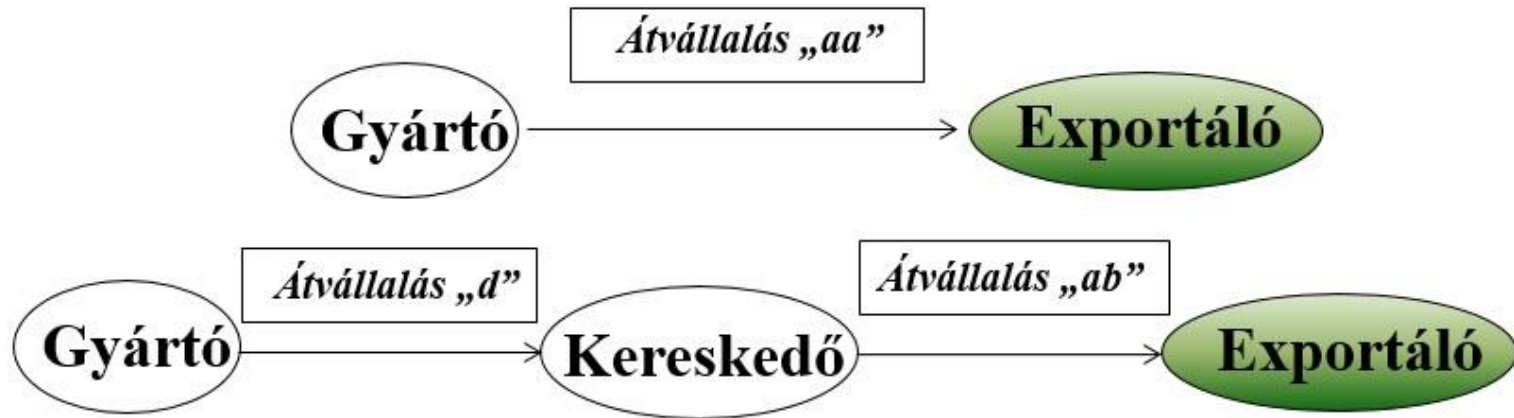 Átvállalás „aa”
Gyártó
Exportáló
Átvállalás „d”
Átvállalás „ab”
Gyártó
Kereskedő
Exportáló